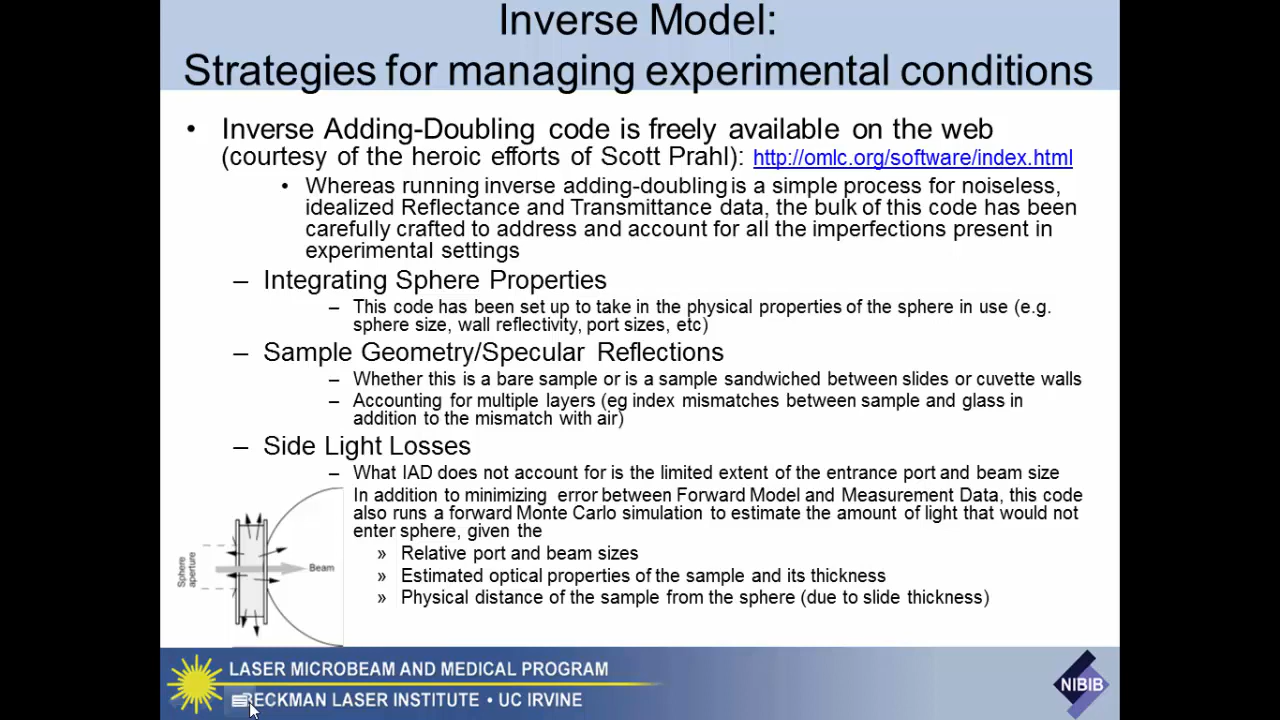 Inverse Model:
Strategies for managing experimental conditions
• Inverse Adding-Doubling code is freely available on the web
(courtesy of the heroic efforts of Scott Prahl): http://omlc.org/software/index.html
• Whereas running inverse adding-doubling is a simple process for noiseless,
idealized Reflectance and Transmittance data, the bulk of this code has been
carefully crafted to address and account for all the imperfections present in
experimental settings
– Integrating Sphere Properties
– This code has been set up to take in the physical properties of the sphere in use (e.g.
sphere size, wall reflectivity, port sizes, etc)
– Sample Geometry/Specular Reflections
– Whether this is a bare sample or is a sample sandwiched between slides or cuvette walls
– Accounting for multiple layers (eg index mismatches between sample and glass in
addition to the mismatch with air)
– Side Light Losses
– What IAD does not account for is the limited extent of the entrance port and beam size
In addition to minimizing error between Forward Model and Measurement Data, this code
also runs a forward Monte Carlo simulation to estimate the amount of light that would not
enter sphere, given the
» Relative port and beam sizes
» Estimated optical properties of the sample and its thickness
» Physical distance of the sample from the sphere (due to slide thickness)
Sphere
aperture
Beam
LASER MICROBEAM AND MEDICAL PROGRAM
BECKMAN LASER INSTITUTE • UC IRVINE
NIBIB